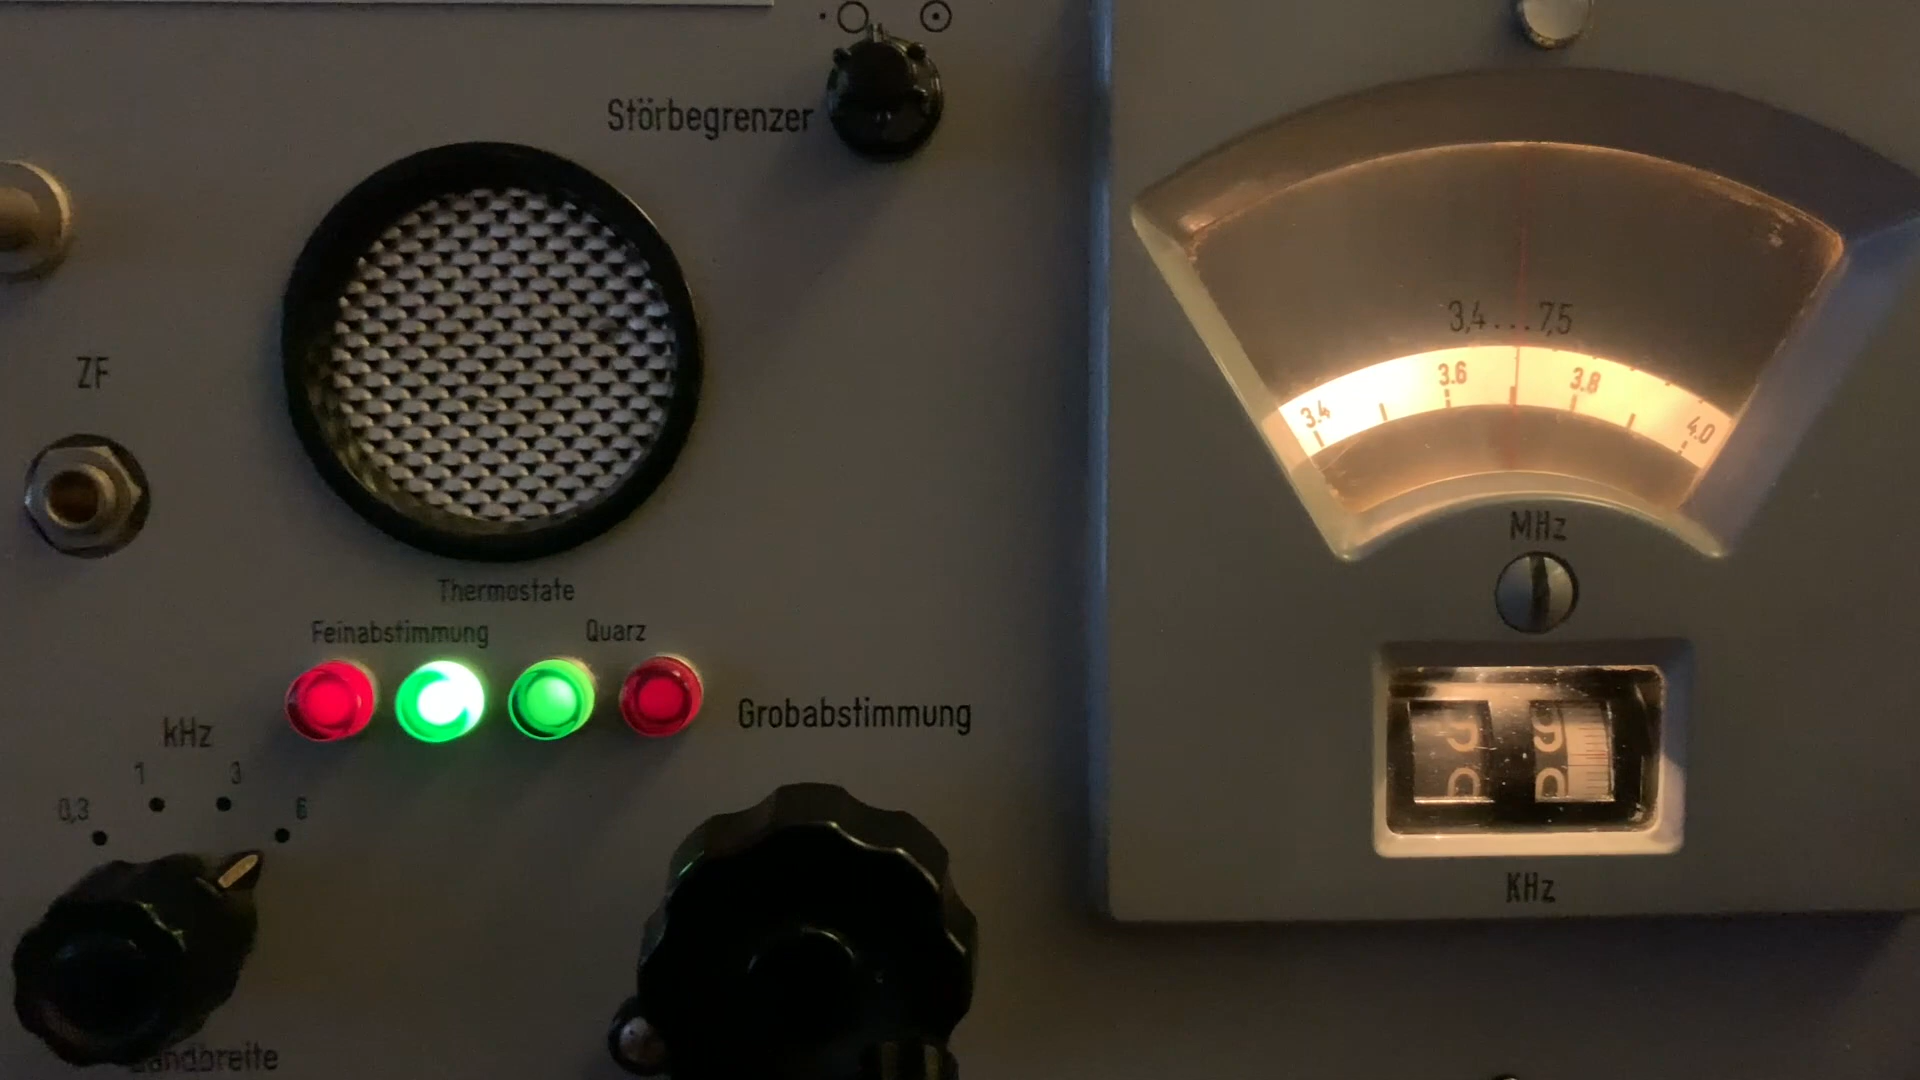 Störbegrenzer
ZF
3,4...7,5
3.4 3.6 3.8 4.0
MHz
Thermostate
Feinabstimmung Quarz
Grobabstimmung
kHz
1 3
0,3 6
KHz
Bandbreite